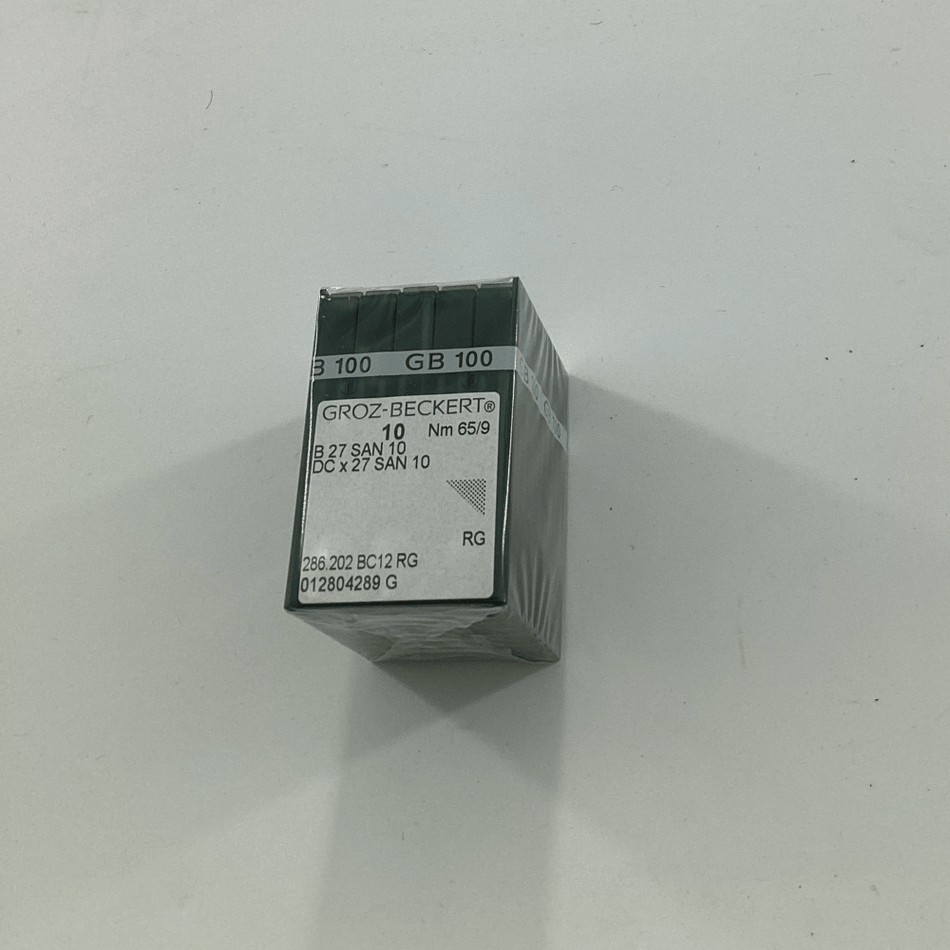 B 100 GB 100
GROZ-BECKERT®
10 Nm 65/9
B 27 SAN 10
DC x 27 SAN 10
RG
286.202 BC12 RG
012804289 G